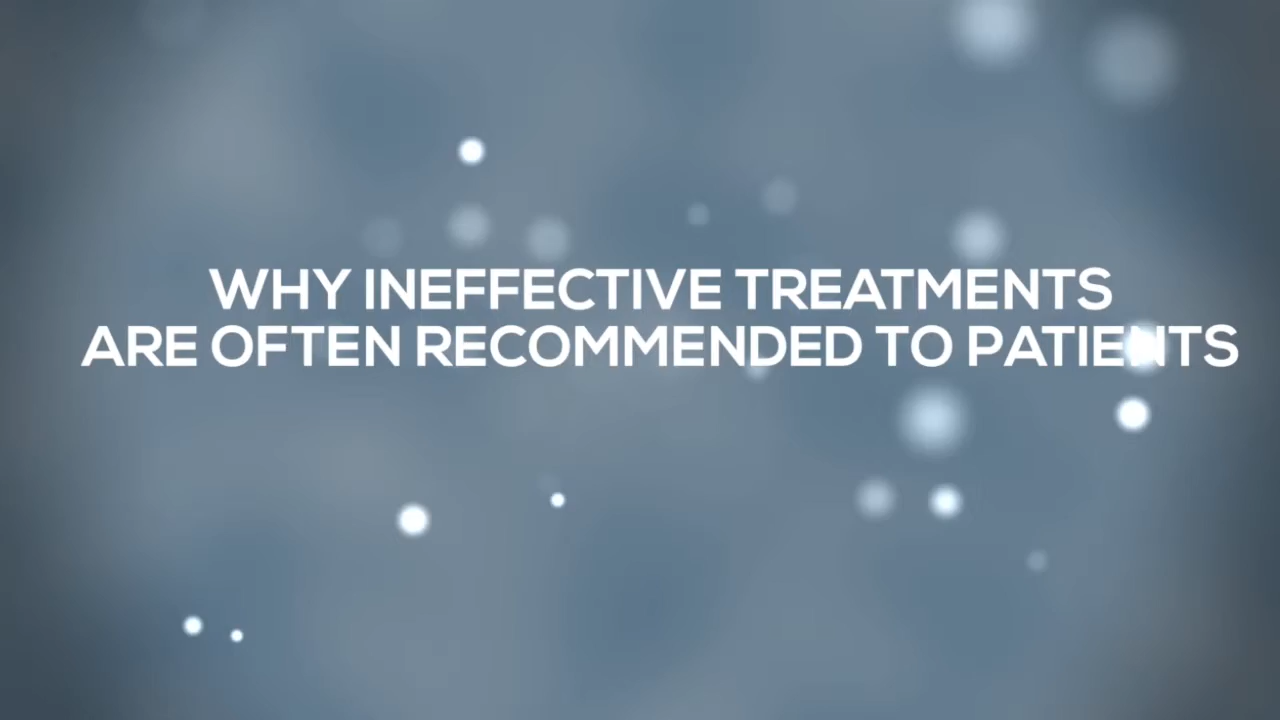 WHY INEFFECTIVE TREATMENTS
ARE OFTEN RECOMMENDED TO PATIENTS